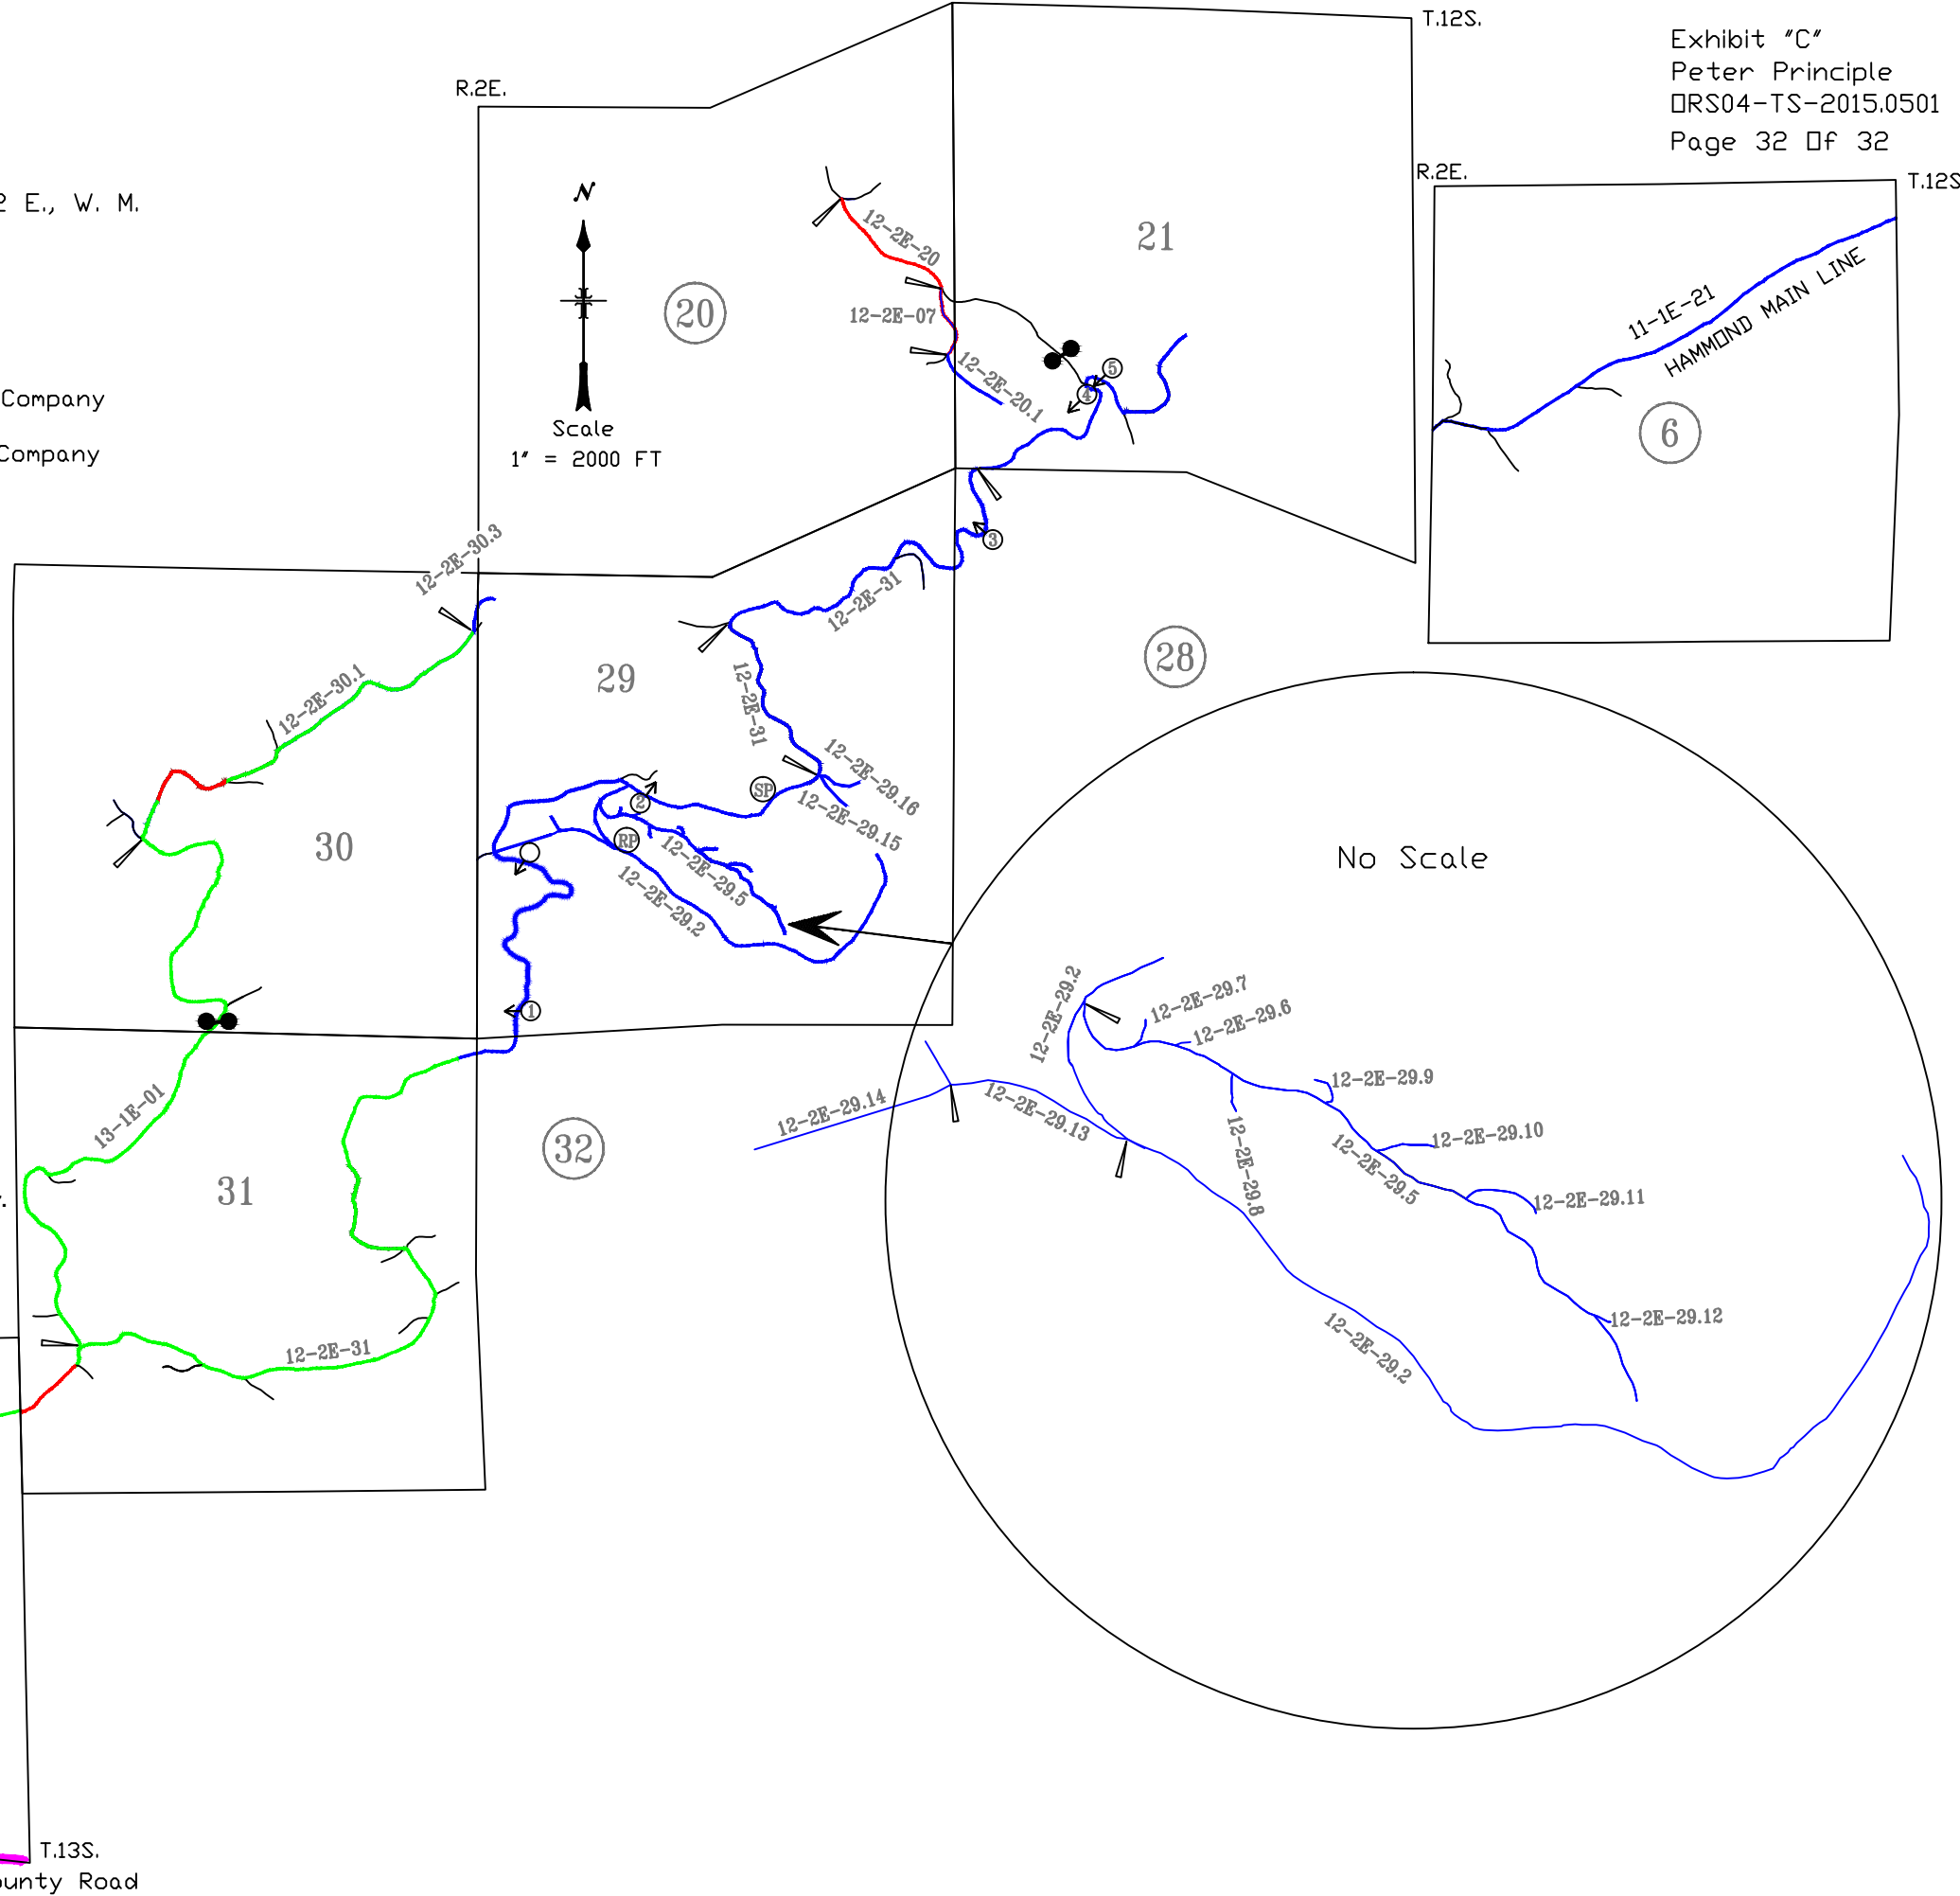 T.12S.
Exhibit "C"
Peter Principle
ORS04-TS-2015.0501
Page 32 Of 32
R.2E.
R.2E.
T.12S
2 E., W. M.
N
12-2E-20
21
20
12-2E-07
11-1E-21
HAMMOND MAIN LINE
12-2E-20.1
5
4
6
Company
Scale
1" = 2000 FT
Company
12-2E-30.3
3
12-2E-31
29
28
12-2E-30.1
12-2E-31
12-2E-29.16
SP
2
12-2E-29.15
30
RP
12-2E-29.5
No Scale
12-2E-29.2
1
12-2E-29.2
12-2E-29.7
12-2E-29.6
12-2E-29.9
13-1E-01
12-2E-29.14
12-2E-29.13
32
12-2E-29.10
12-2E-29.8
12-2E-29.5
31
12-2E-29.11
12-2E-29.12
12-2E-31
12-2E-29.2
T.13S.
ounty Road